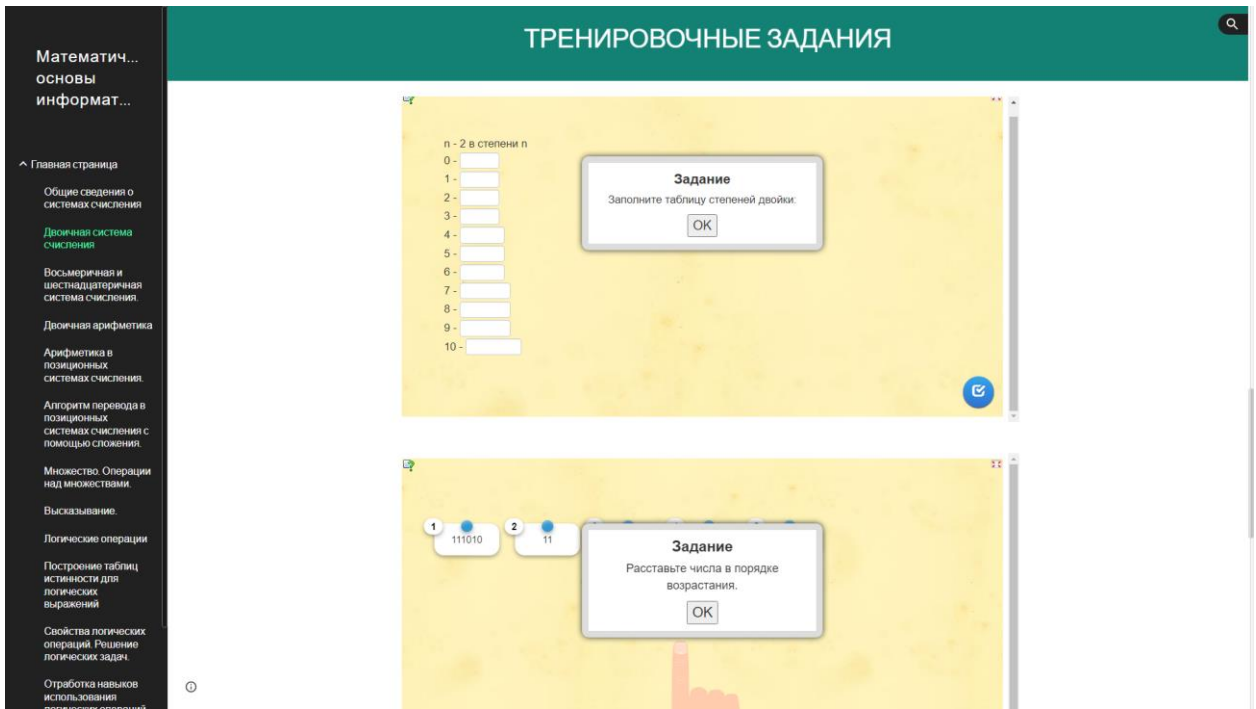 Математич...
основы
информат...
Главная страница
Общие сведения о
системах счисления
Двоичная система
счисления
Восьмеричная и
шестнадцатеричная
система счисления.
Двоичная арифметика
Арифметика в
позиционных
системах счисления.
Алгоритм перевода в
позиционных
системах счисления с
помощью сложения.
Множество. Операции
над множествами.
Высказывание.
Логические операции
Построение таблиц
истинности для
логических
выражений
Свойства логических
операций. Решение
логических задач.
Отработка навыков
использования
логических операций
ТРЕНИРОВОЧНЫЕ ЗАДАНИЯ
n - 2 в степени n
0 -
1 -
2 -
3 -
4 -
5 -
6 -
7 -
8 -
9 -
10 -
Задание
Заполните таблицу степеней двойки:
OK
1
111010
2
11
Задание
Расставьте числа в порядке
возрастания.
OK